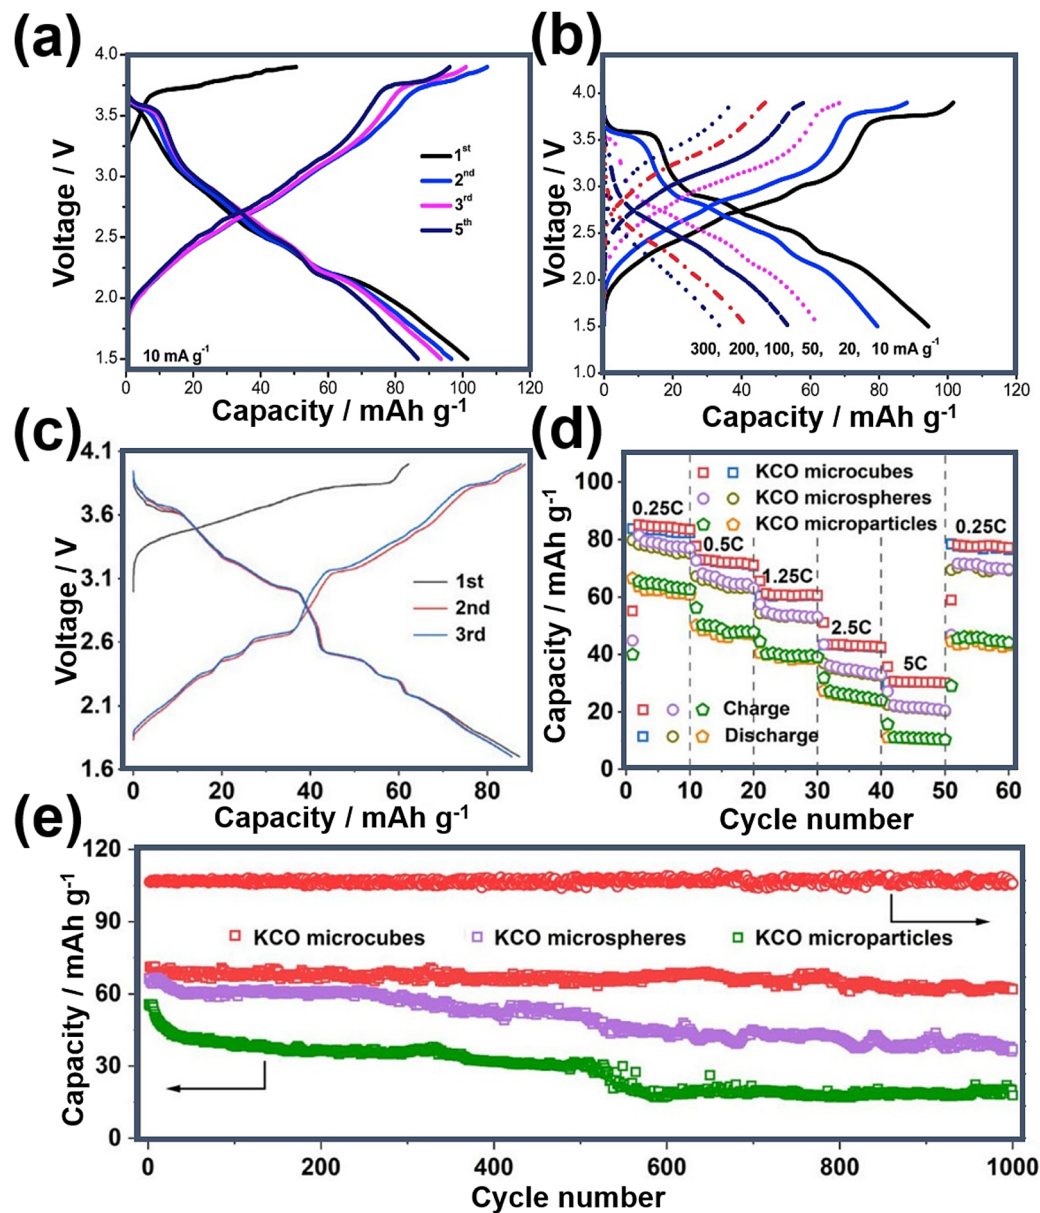 (a)
4.0
3.5
3.0
2.5
2.0
1.5
Voltage / V
1st
2nd
3rd
5th
10 mA g-1
0 20 40 60 80 100 120
Capacity / mAh g-1
(b)
4.0
3.5
3.0
2.5
2.0
1.5
1.0
Voltage / V
300, 200, 100, 50, 20, 10 mA g-1
0 20 40 60 80 100 120
Capacity / mAh g-1
(c)
4.1
3.6
3.1
2.6
2.1
1.6
Voltage / V
1st
2nd
3rd
0 20 40 60 80
Capacity / mAh g-1
(d)
100
80
60
40
20
0
Capacity / mAh g-1
KCO microcubes
KCO microspheres
KCO microparticles
0.25C
0.5C
1.25C
2.5C
5C
0.25C
Charge
Discharge
0 10 20 30 40 50 60
Cycle number
(e)
120
90
60
30
0
Capacity / mAh g-1
KCO microcubes KCO microspheres KCO microparticles
0 200 400 600 800 1000
Cycle number